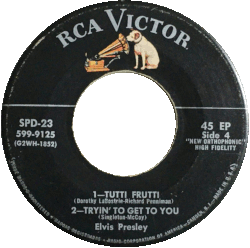 RCA VICTOR
SPD-23
599-9125
(G2WH-1852)
45 EP
Side 4
"NEW ORTHOPHONIC"
HIGH FIDELITY
1—TUTTI FRUTTI
(Dorothy LaBostrie-Richard Penniman)
2—TRYIN' TO GET TO YOU
(Singleton-McCoy)
Elvis Presley